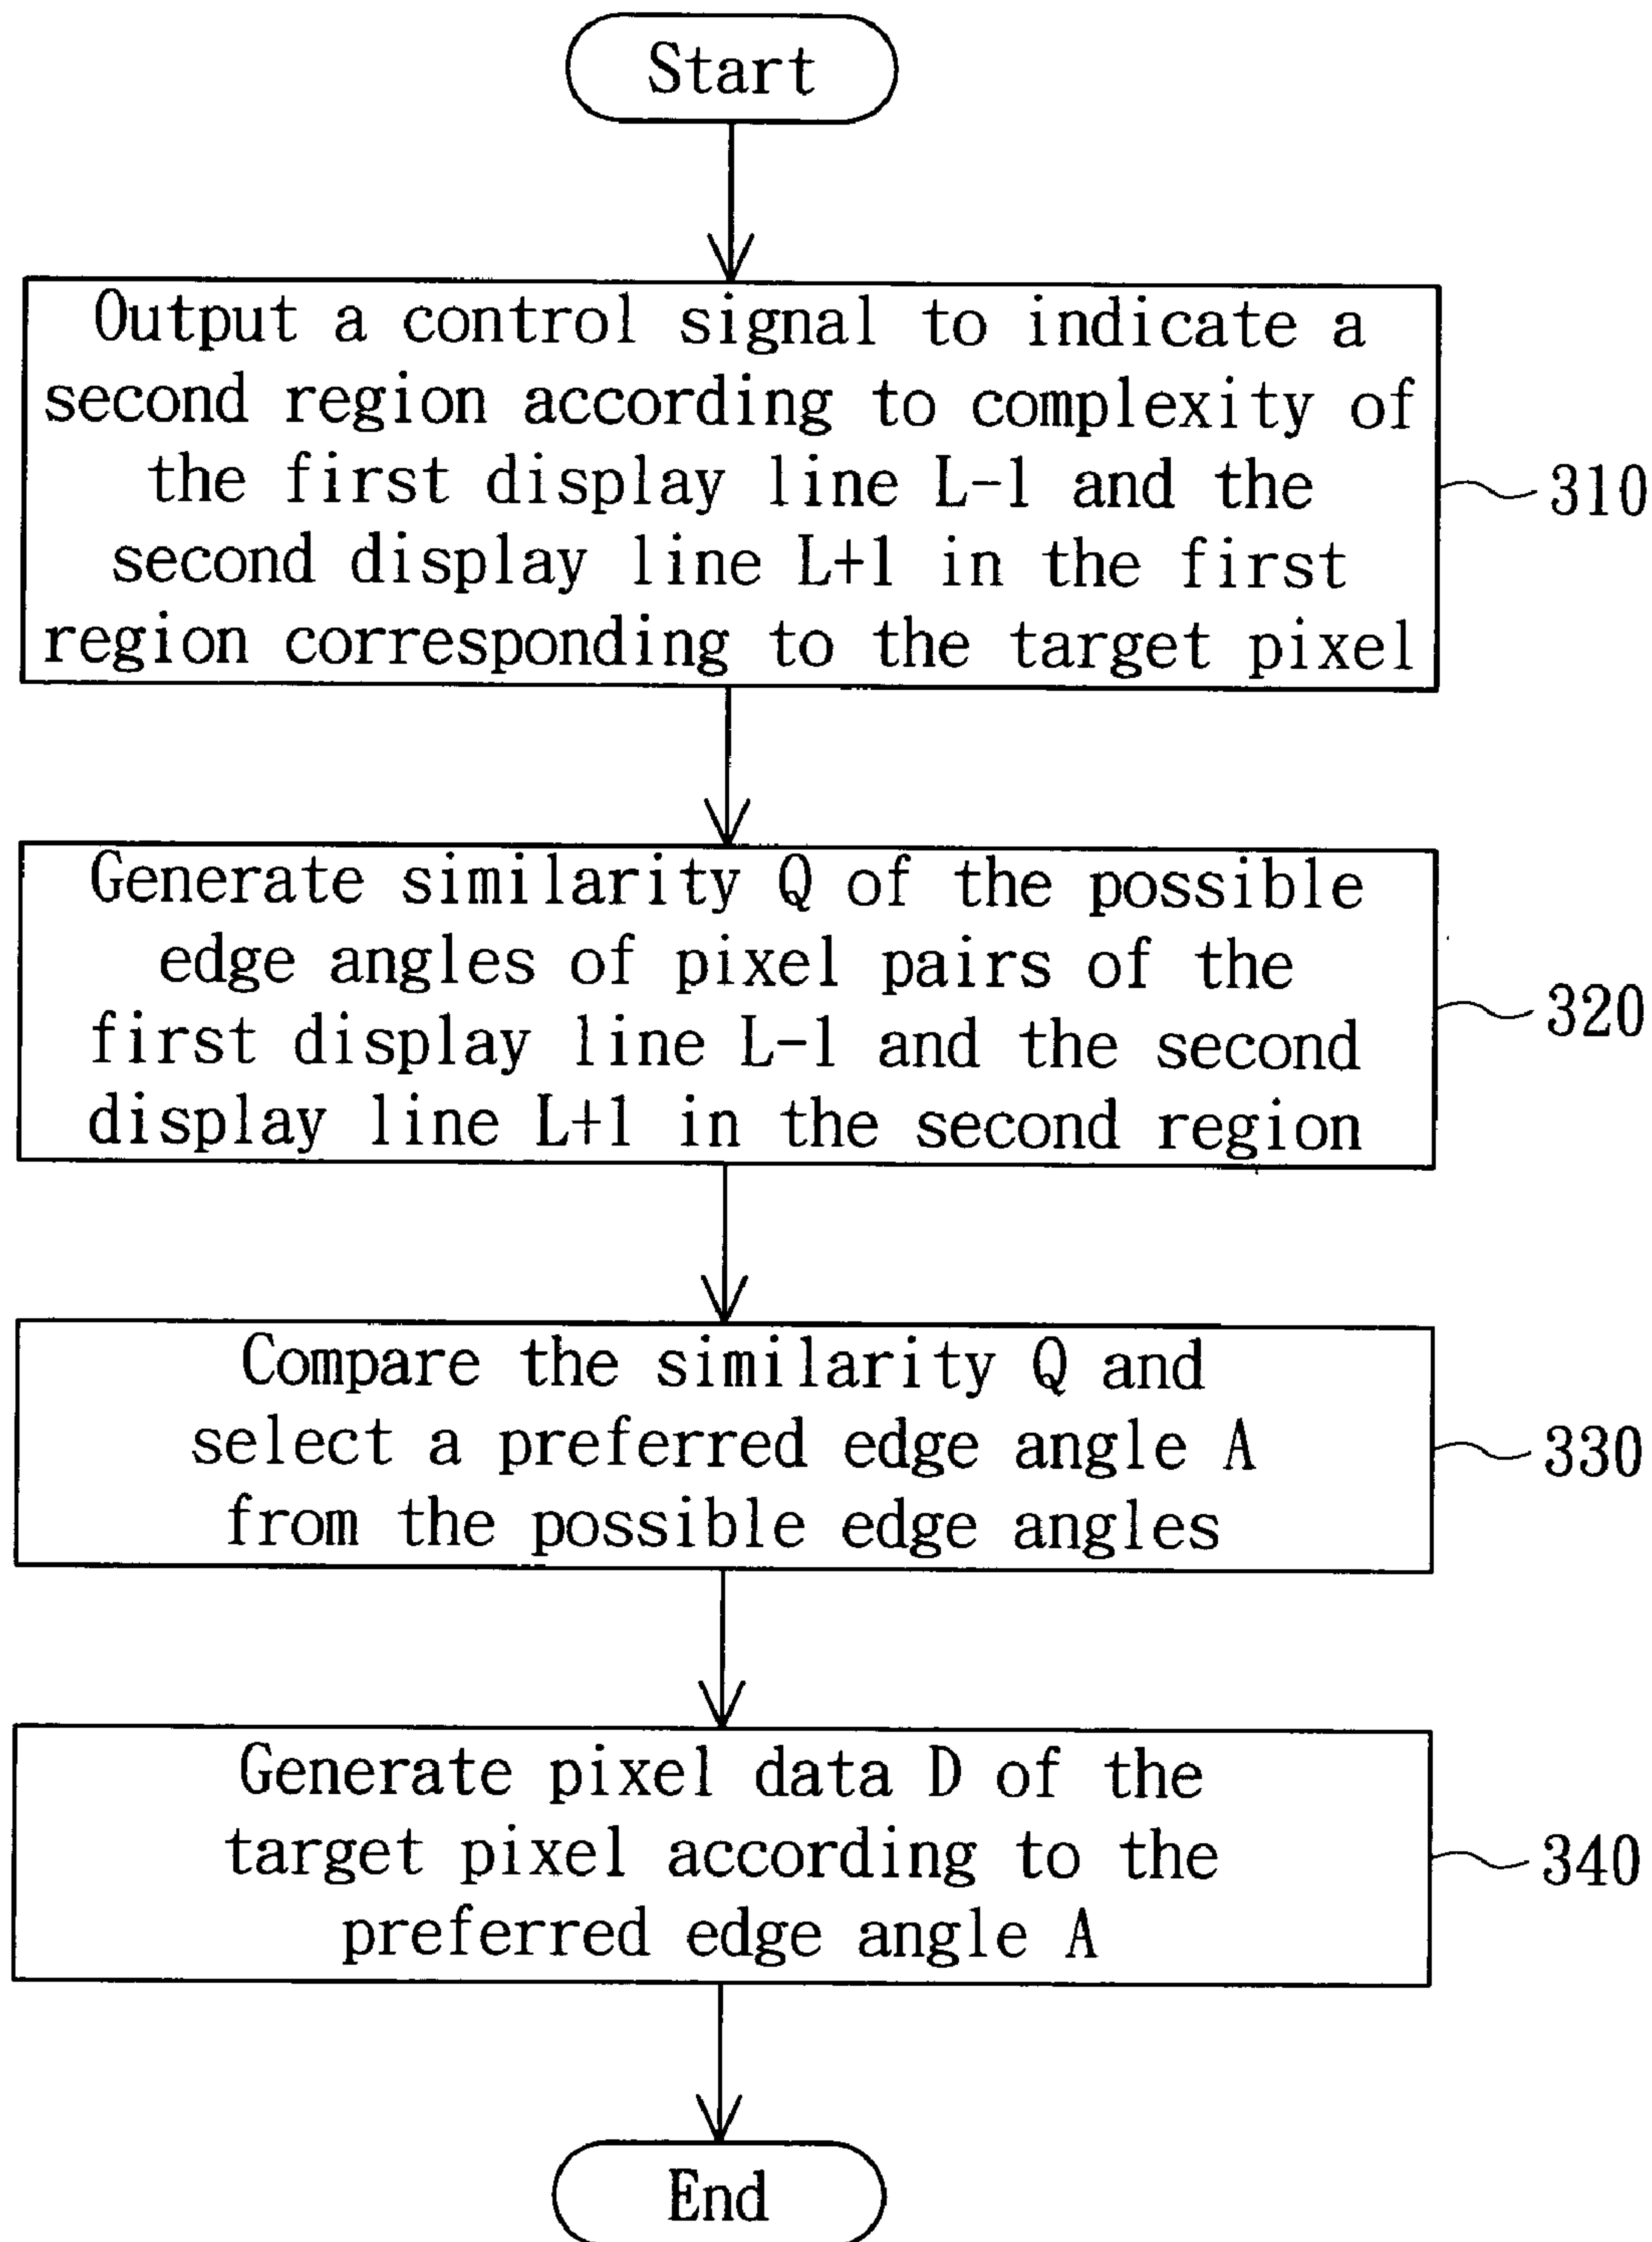 Start
Output a control signal to indicate a
second region according to complexity of
the first display line L-1 and the
second display line L+1 in the first
region corresponding to the target pixel
310
Generate similarity Q of the possible
edge angles of pixel pairs of the
first display line L-1 and the second
display line L+1 in the second region
320
Compare the similarity Q and
select a preferred edge angle A
from the possible edge angles
330
Generate pixel data D of the
target pixel according to the
preferred edge angle A
340
End